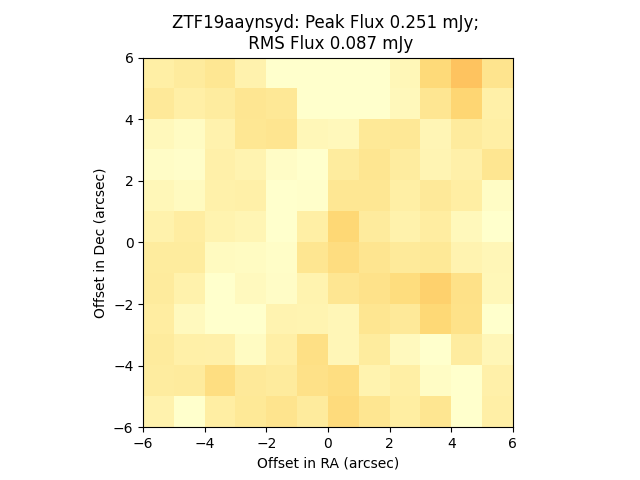 ZTF19aaynsyd: Peak Flux 0.251 mJy;
RMS Flux 0.087 mJy
6
4
2
0
−2
−4
−6
Offset in Dec (arcsec)
−6 −4 −2 0 2 4 6
Offset in RA (arcsec)